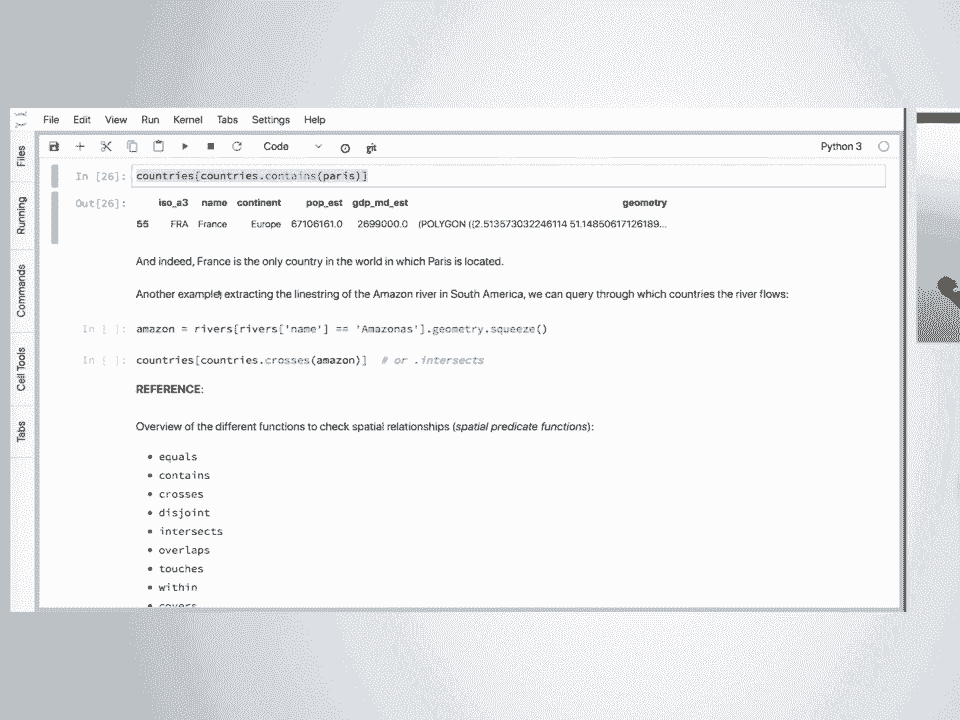 File Edit View Run Kernel Tabs Settings Help
Code Python 3
git
Files
Running
Commands
Cell Tools
Tabs
In [26]: countries[countries.contains(paris)]
Out[26]: iso_a3 name continent pop_est gdp_md_est geometry
55 FRA France Europe 67106161.0 2699000.0 (POLYGON ((2.513573032246114 51.14850617126189...
And indeed, France is the only country in the world in which Paris is located.
Another example, extracting the linestring of the Amazon river in South America, we can query through which countries the river flows:
In [ ]: amazon = rivers[rivers['name'] == 'Amazonas'].geometry.squeeze()
In [ ]: countries[countries.crosses(amazon)] # or .intersects
REFERENCE:
Overview of the different functions to check spatial relationships (spatial predicate functions):
• equals
• contains
• crosses
• disjoint
• intersects
• overlaps
• touches
• within
• covers